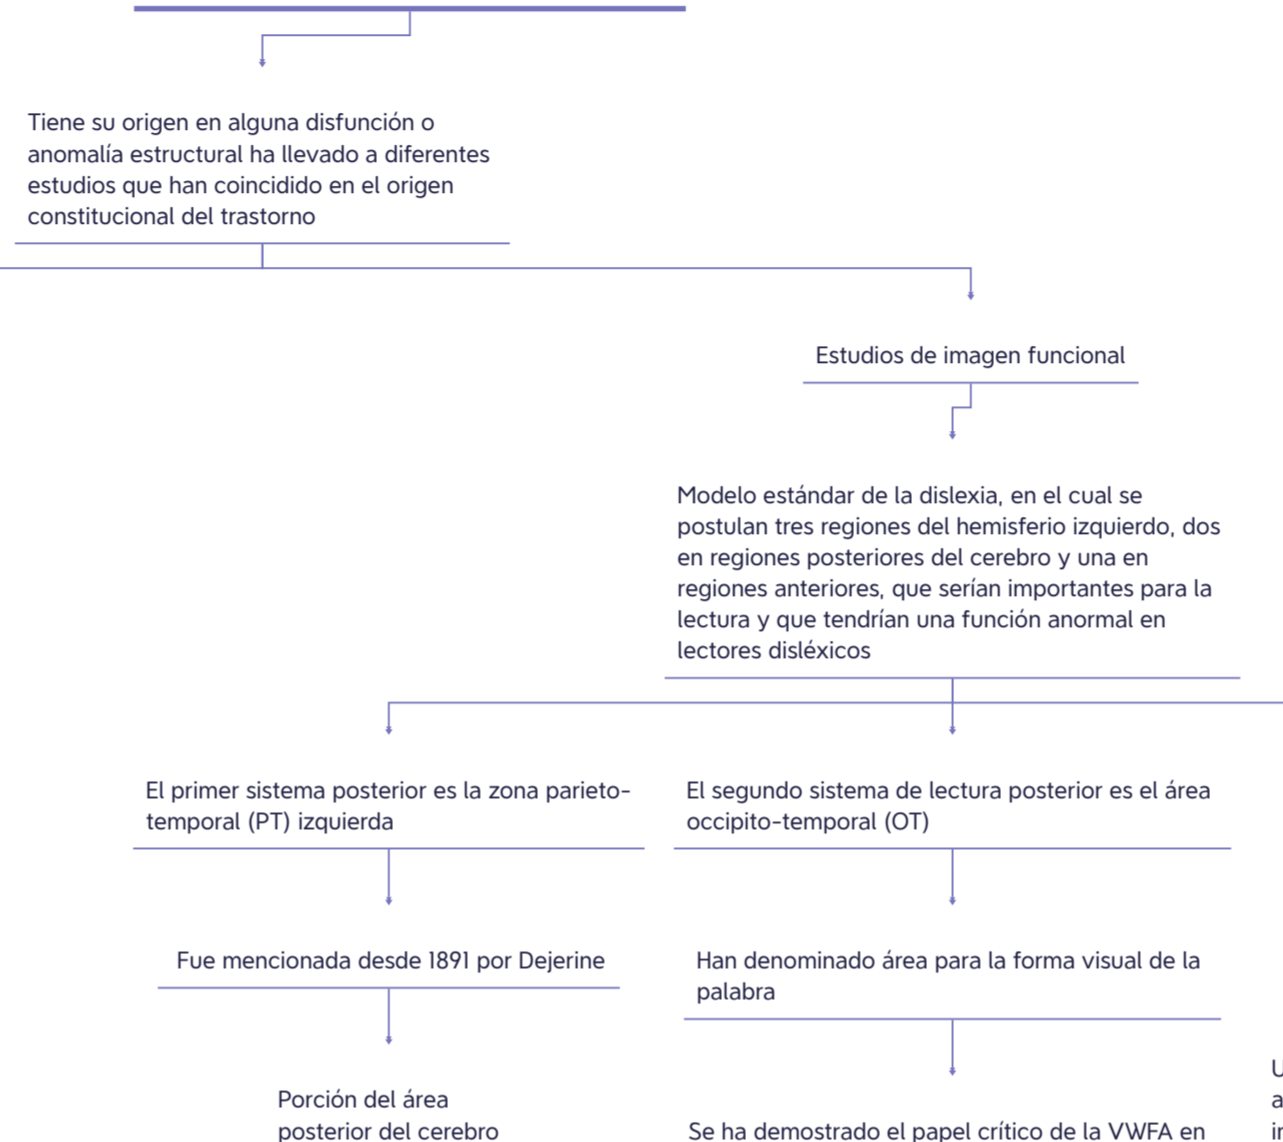 Tiene su origen en alguna disfunción o
anomalía estructural ha llevado a diferentes
estudios que han coincidido en el origen
constitucional del trastorno
Estudios de imagen funcional
Modelo estándar de la dislexia, en el cual se
postulan tres regiones del hemisferio izquierdo, dos
en regiones posteriores del cerebro y una en
regiones anteriores, que serían importantes para la
lectura y que tendrían una función anormal en
lectores disléxicos
El primer sistema posterior es la zona parieto-
temporal (PT) izquierda
El segundo sistema de lectura posterior es el área
occipito-temporal (OT)
Fue mencionada desde 1891 por Dejerine
Han denominado área para la forma visual de la
palabra
Porción del área
posterior del cerebro
Se ha demostrado el papel crítico de la VWFA en